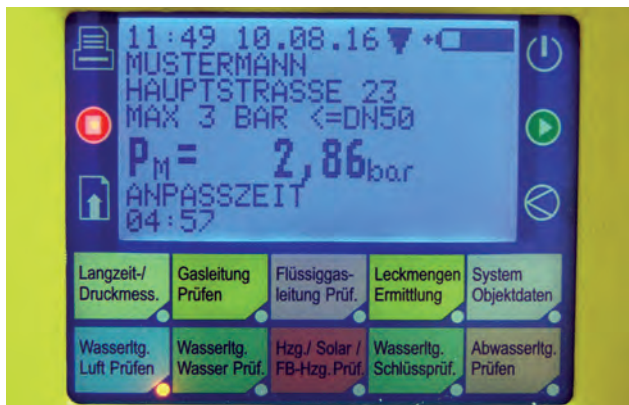 11:49 10.08.16
MUSTERMANN
HAUPTSTRASSE 23
MAX 3 BAR <=DN50
PM= 2,86bar
ANPASSZEIT
04:57
Langzeit-/
Druckmess.
Gasleitung
Prüfen
Flüssiggas-
leitung Prüf.
Leckmengen
Ermittlung
System
Objektdaten
Wasserltg.
Luft Prüfen
Wasserltg.
Wasser Prüf.
Hzg./ Solar /
FB-Hzg. Prüf.
Wasserltg.
Schlüssprüf.
Abwasserltg.
Prüfen